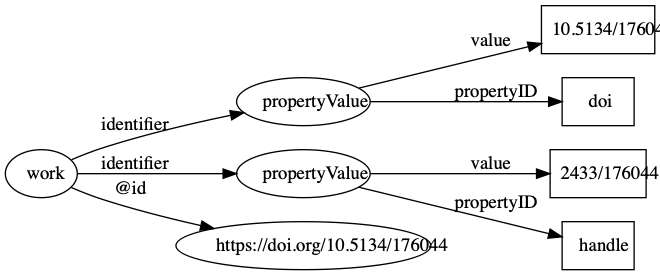 value
10.5134/176044
propertyValue
propertyID
doi
identifier
work
identifier
propertyValue
value
2433/176044
@id
propertyID
https://doi.org/10.5134/176044
handle